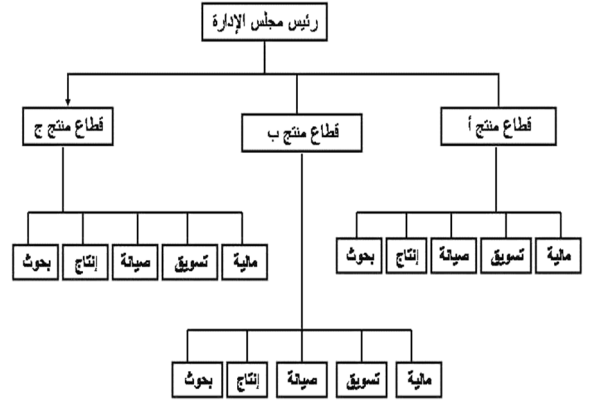 رئيس مجلس الإدارة
قطاع منتج أ
قطاع منتج ب
قطاع منتج ج
مالية
تسويق
صيانة
إنتاج
بحوث
مالية
تسويق
صيانة
إنتاج
بحوث
مالية
تسويق
صيانة
إنتاج
بحوث